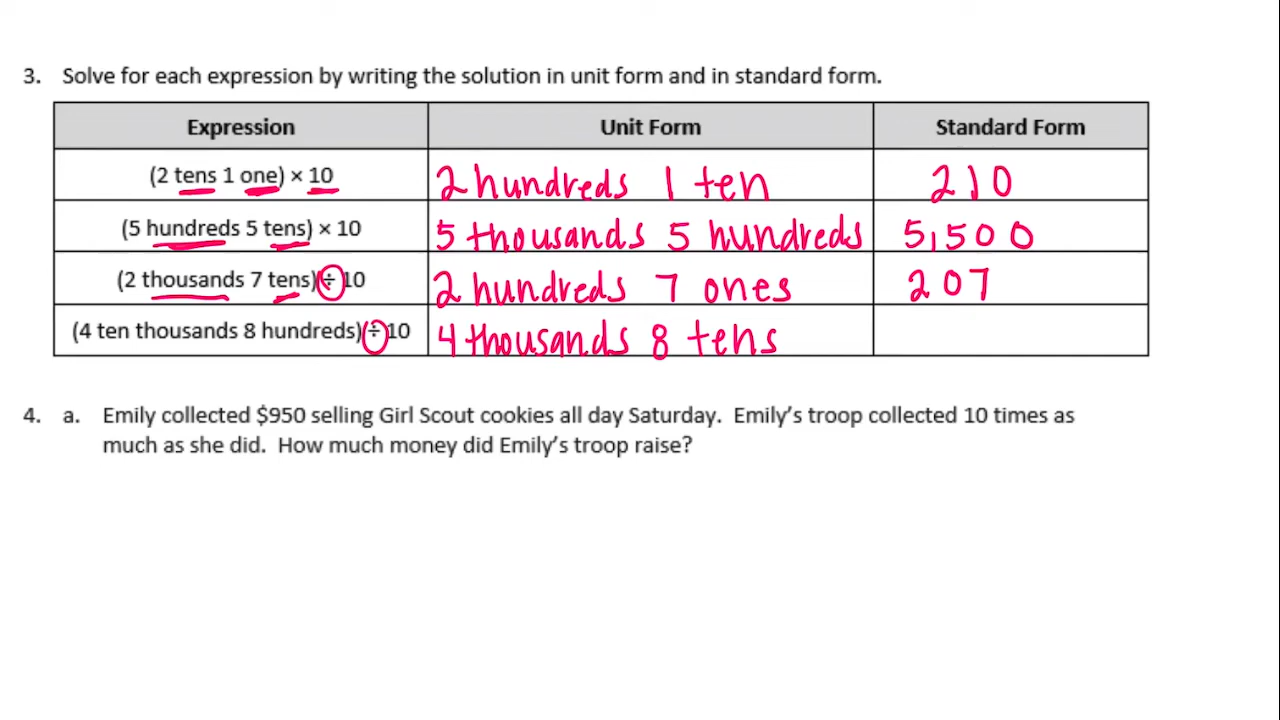 3. Solve for each expression by writing the solution in unit form and in standard form.
Expression Unit Form Standard Form
(2 tens 1 one) × 10 2 hundreds 1 ten 210
(5 hundreds 5 tens) × 10 5 thousands 5 hundreds 5,500
(2 thousands 7 tens) ÷ 10 2 hundreds 7 ones 207
(4 ten thousands 8 hundreds) ÷ 10 4 thousands 8 tens
4. a. Emily collected $950 selling Girl Scout cookies all day Saturday. Emily's troop collected 10 times as
much as she did. How much money did Emily's troop raise?